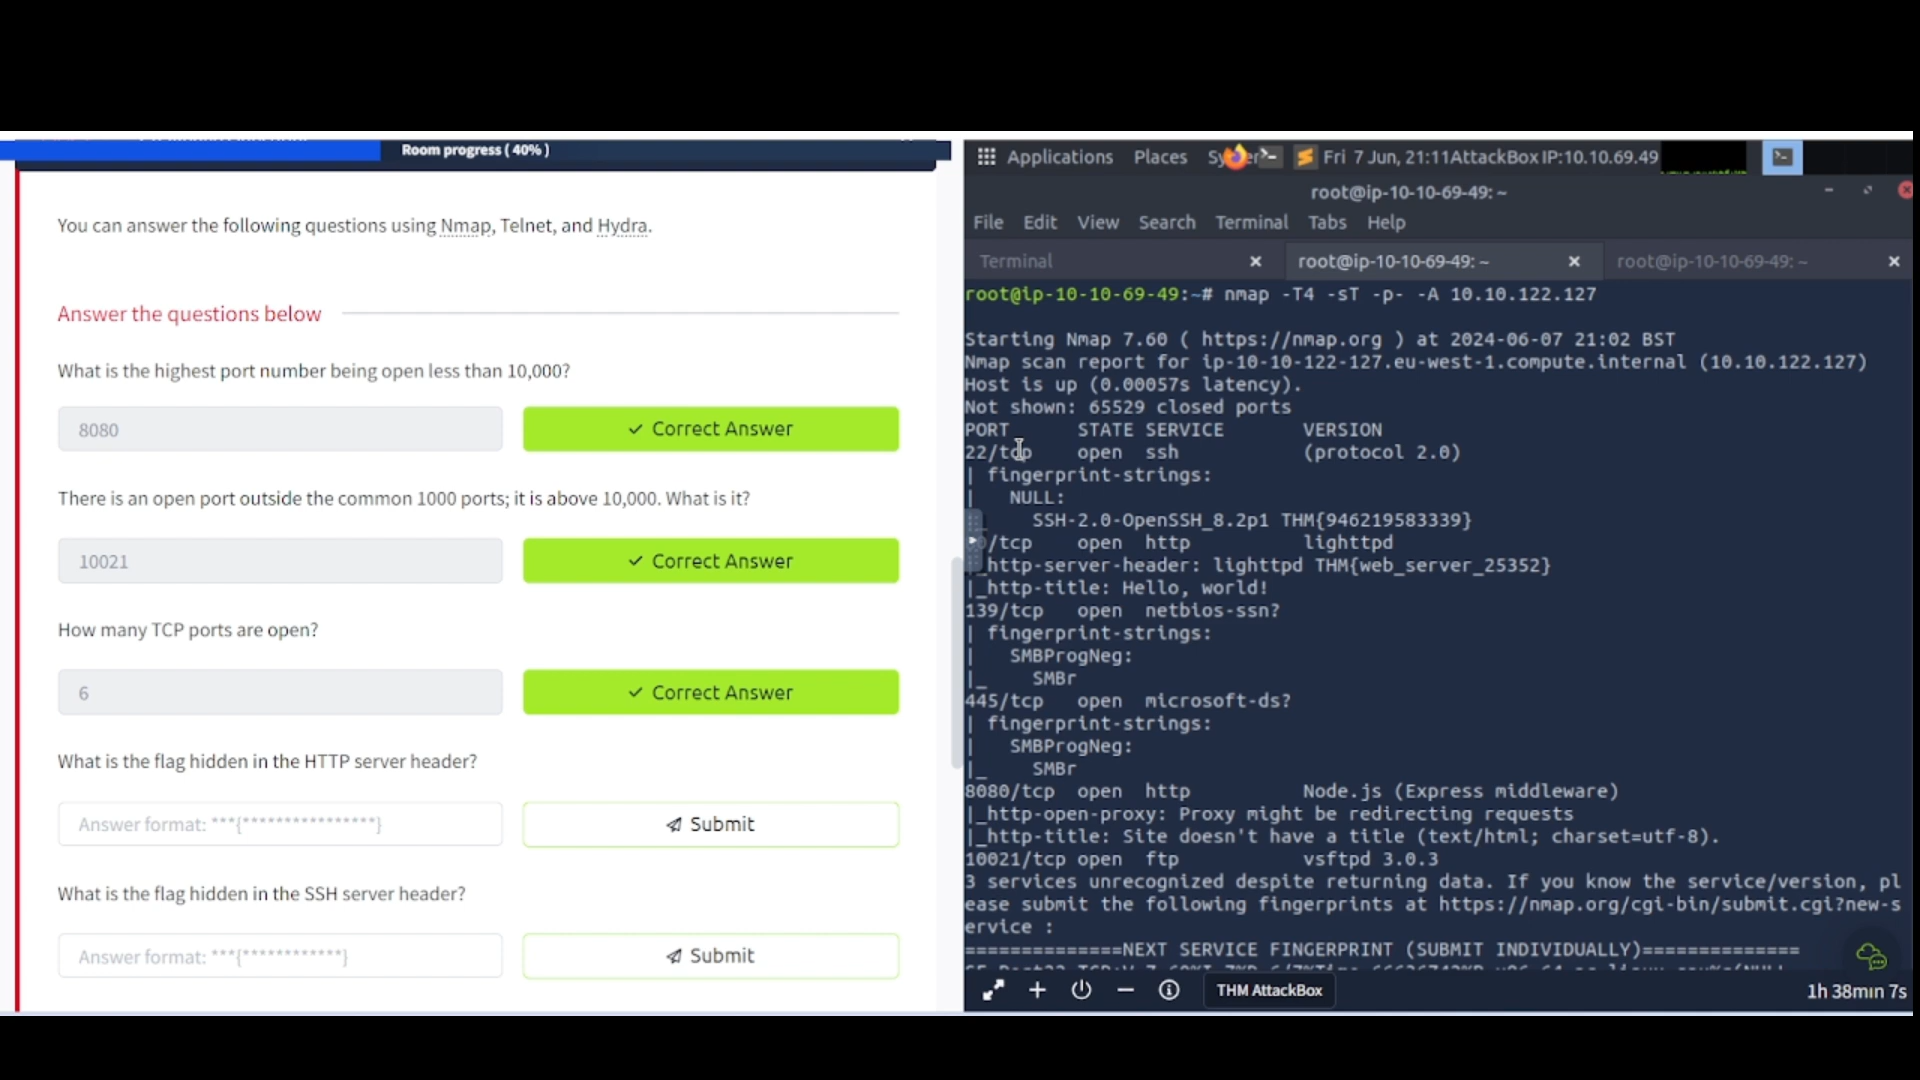 Room progress ( 40% )
You can answer the following questions using Nmap, Telnet, and Hydra.
Answer the questions below
What is the highest port number being open less than 10,000?
8080
✓ Correct Answer
There is an open port outside the common 1000 ports; it is above 10,000. What is it?
10021
✓ Correct Answer
How many TCP ports are open?
6
✓ Correct Answer
What is the flag hidden in the HTTP server header?
Answer format: ***{****************}
Submit
What is the flag hidden in the SSH server header?
Answer format: ***{************}
Submit
Applications Places Fri 7 Jun, 21:11 AttackBox IP:10.10.69.49
root@ip-10-10-69-49: ~
File Edit View Search Terminal Tabs Help
Terminal × root@ip-10-10-69-49: ~ × root@ip-10-10-69-49: ~ ×
root@ip-10-10-69-49:~# nmap -T4 -sT -p- -A 10.10.122.127
Starting Nmap 7.60 ( https://nmap.org ) at 2024-06-07 21:02 BST
Nmap scan report for ip-10-10-122-127.eu-west-1.compute.internal (10.10.122.127)
Host is up (0.00057s latency).
Not shown: 65529 closed ports
PORT STATE SERVICE VERSION
22/tcp open ssh (protocol 2.0)
| fingerprint-strings:
| NULL:
SSH-2.0-OpenSSH_8.2p1 THM{946219583339}
/tcp open http lighttpd
_http-server-header: lighttpd THM{web_server_25352}
|_http-title: Hello, world!
139/tcp open netbios-ssn?
| fingerprint-strings:
| SMBProgNeg:
|_ SMBr
445/tcp open microsoft-ds?
| fingerprint-strings:
| SMBProgNeg:
|_ SMBr
8080/tcp open http Node.js (Express middleware)
|_http-open-proxy: Proxy might be redirecting requests
|_http-title: Site doesn't have a title (text/html; charset=utf-8).
10021/tcp open ftp vsftpd 3.0.3
3 services unrecognized despite returning data. If you know the service/version, pl
ease submit the following fingerprints at https://nmap.org/cgi-bin/submit.cgi?new-s
ervice :
==============NEXT SERVICE FINGERPRINT (SUBMIT INDIVIDUALLY)==============
THM AttackBox
1h 38min 7s